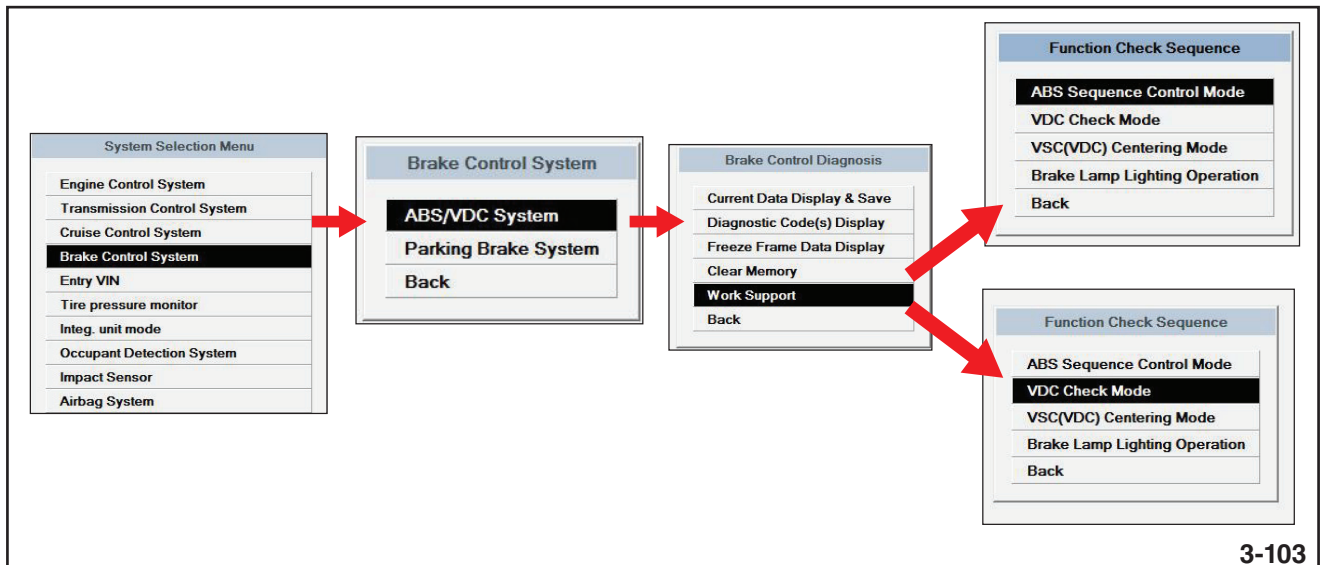 System Selection Menu
Engine Control System
Transmission Control System
Cruise Control System
Brake Control System
Entry VIN
Tire pressure monitor
Integ. unit mode
Occupant Detection System
Impact Sensor
Airbag System
Brake Control System
ABS/VDC System
Parking Brake System
Back
Brake Control Diagnosis
Current Data Display & Save
Diagnostic Code(s) Display
Freeze Frame Data Display
Clear Memory
Work Support
Back
Function Check Sequence
ABS Sequence Control Mode
VDC Check Mode
VSC(VDC) Centering Mode
Brake Lamp Lighting Operation
Back
Function Check Sequence
ABS Sequence Control Mode
VDC Check Mode
VSC(VDC) Centering Mode
Brake Lamp Lighting Operation
Back
3-103